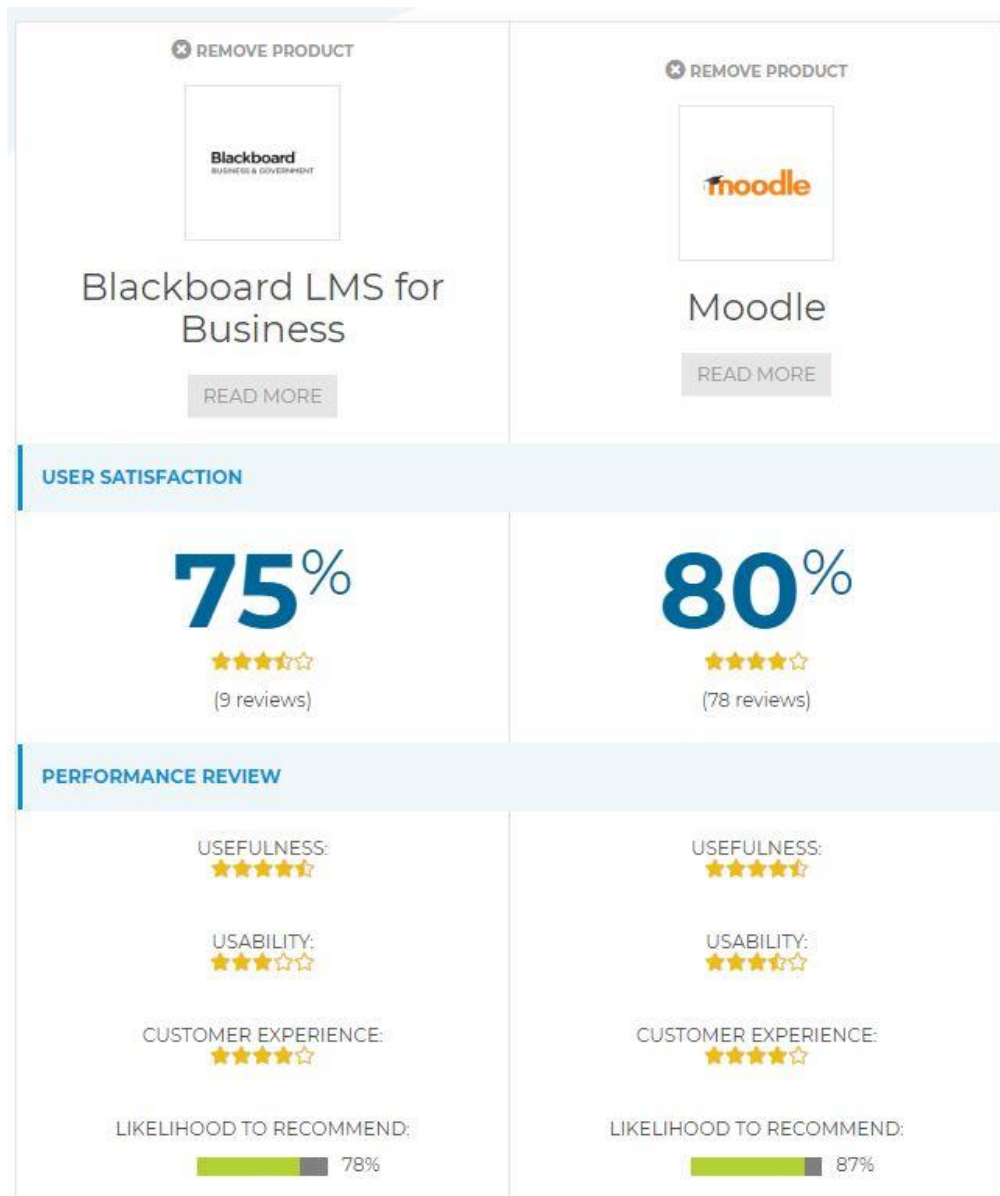 REMOVE PRODUCT
Blackboard
BUSINESS & GOVERNMENT
Blackboard LMS for
Business
READ MORE
REMOVE PRODUCT
moodle
Moodle
READ MORE
USER SATISFACTION
75%
(9 reviews)
80%
(78 reviews)
PERFORMANCE REVIEW
USEFULNESS:
USABILITY:
CUSTOMER EXPERIENCE:
LIKELIHOOD TO RECOMMEND:
78%
USEFULNESS:
USABILITY:
CUSTOMER EXPERIENCE:
LIKELIHOOD TO RECOMMEND:
87%